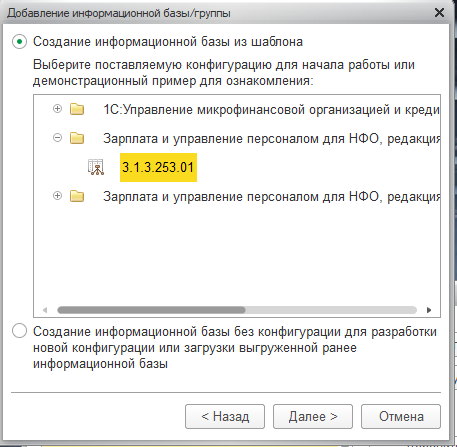 Добавление информационной базы/группы
Создание информационной базы из шаблона
Выберите поставляемую конфигурацию для начала работы или
демонстрационный пример для ознакомления:
1С:Управление микрофинансовой организацией и креди
Зарплата и управление персоналом для НФО, редакция
3.1.3.253.01
Зарплата и управление персоналом для НФО, редакция
Создание информационной базы без конфигурации для разработки
новой конфигурации или загрузки выгруженной ранее
информационной базы
< Назад
Далее >
Отмена